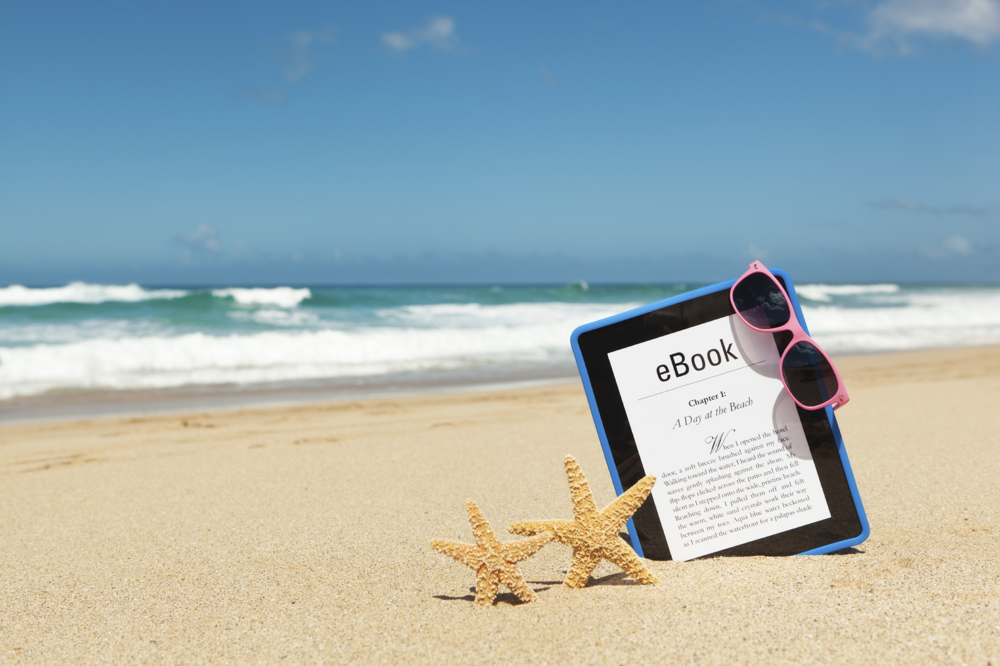 eBook
Chapter 1:
A Day at the Beach
When I opened the hotel
door, a soft breeze brushed against my face.
Walking toward the water, I heard the sound of
waves gently splashing against the shore. My
flip-flops clicked across the patio and then fell
silent as I stepped onto the wide, pristine beach.
Reaching down, I pulled them off and felt
the warm, white sand crystals work their way
between my toes. Aqua blue water beckoned
as I scanned the waterfront for a palapas shade